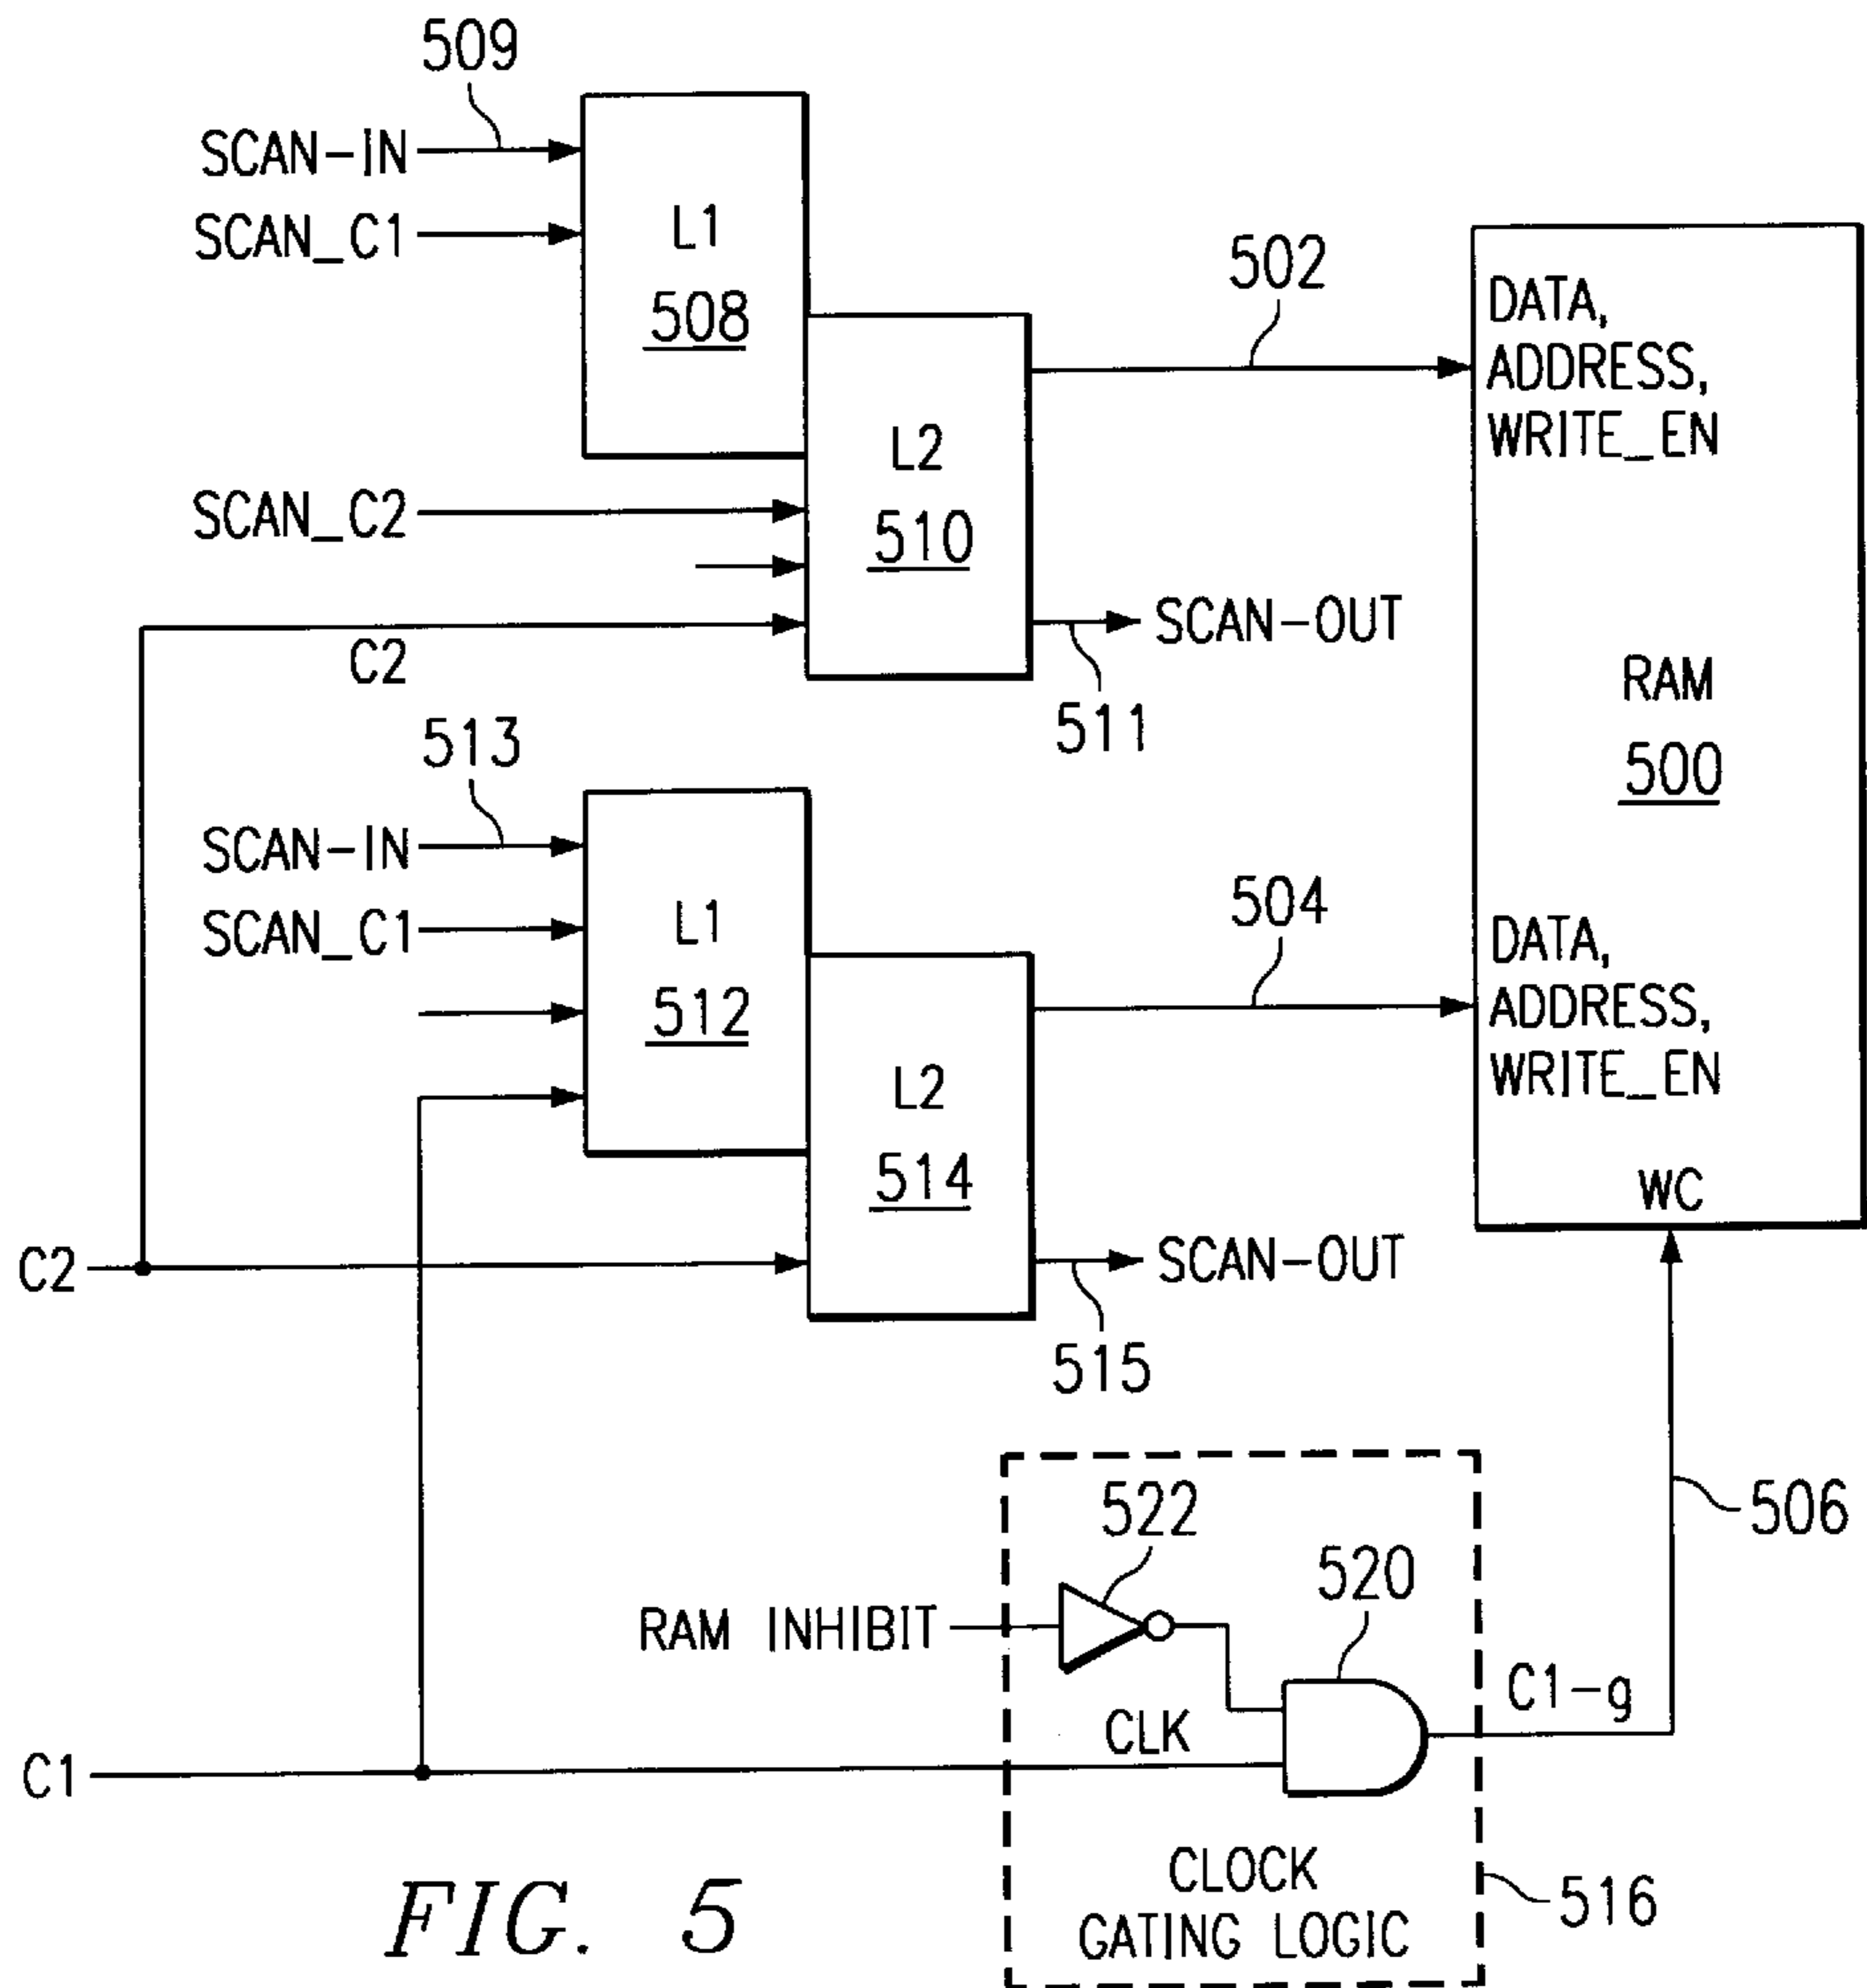 509
SCAN-IN
SCAN_C1
L1
508
502
DATA,
ADDRESS,
WRITE_EN
L2
510
SCAN_C2
C2
SCAN-OUT
511
RAM
500
513
SCAN-IN
SCAN_C1
L1
512
504
DATA,
ADDRESS,
WRITE_EN
L2
514
WC
C2
SCAN-OUT
515
522
520
506
RAM INHIBIT
C1-g
CLK
C1
CLOCK
GATING LOGIC
516
FIG. 5